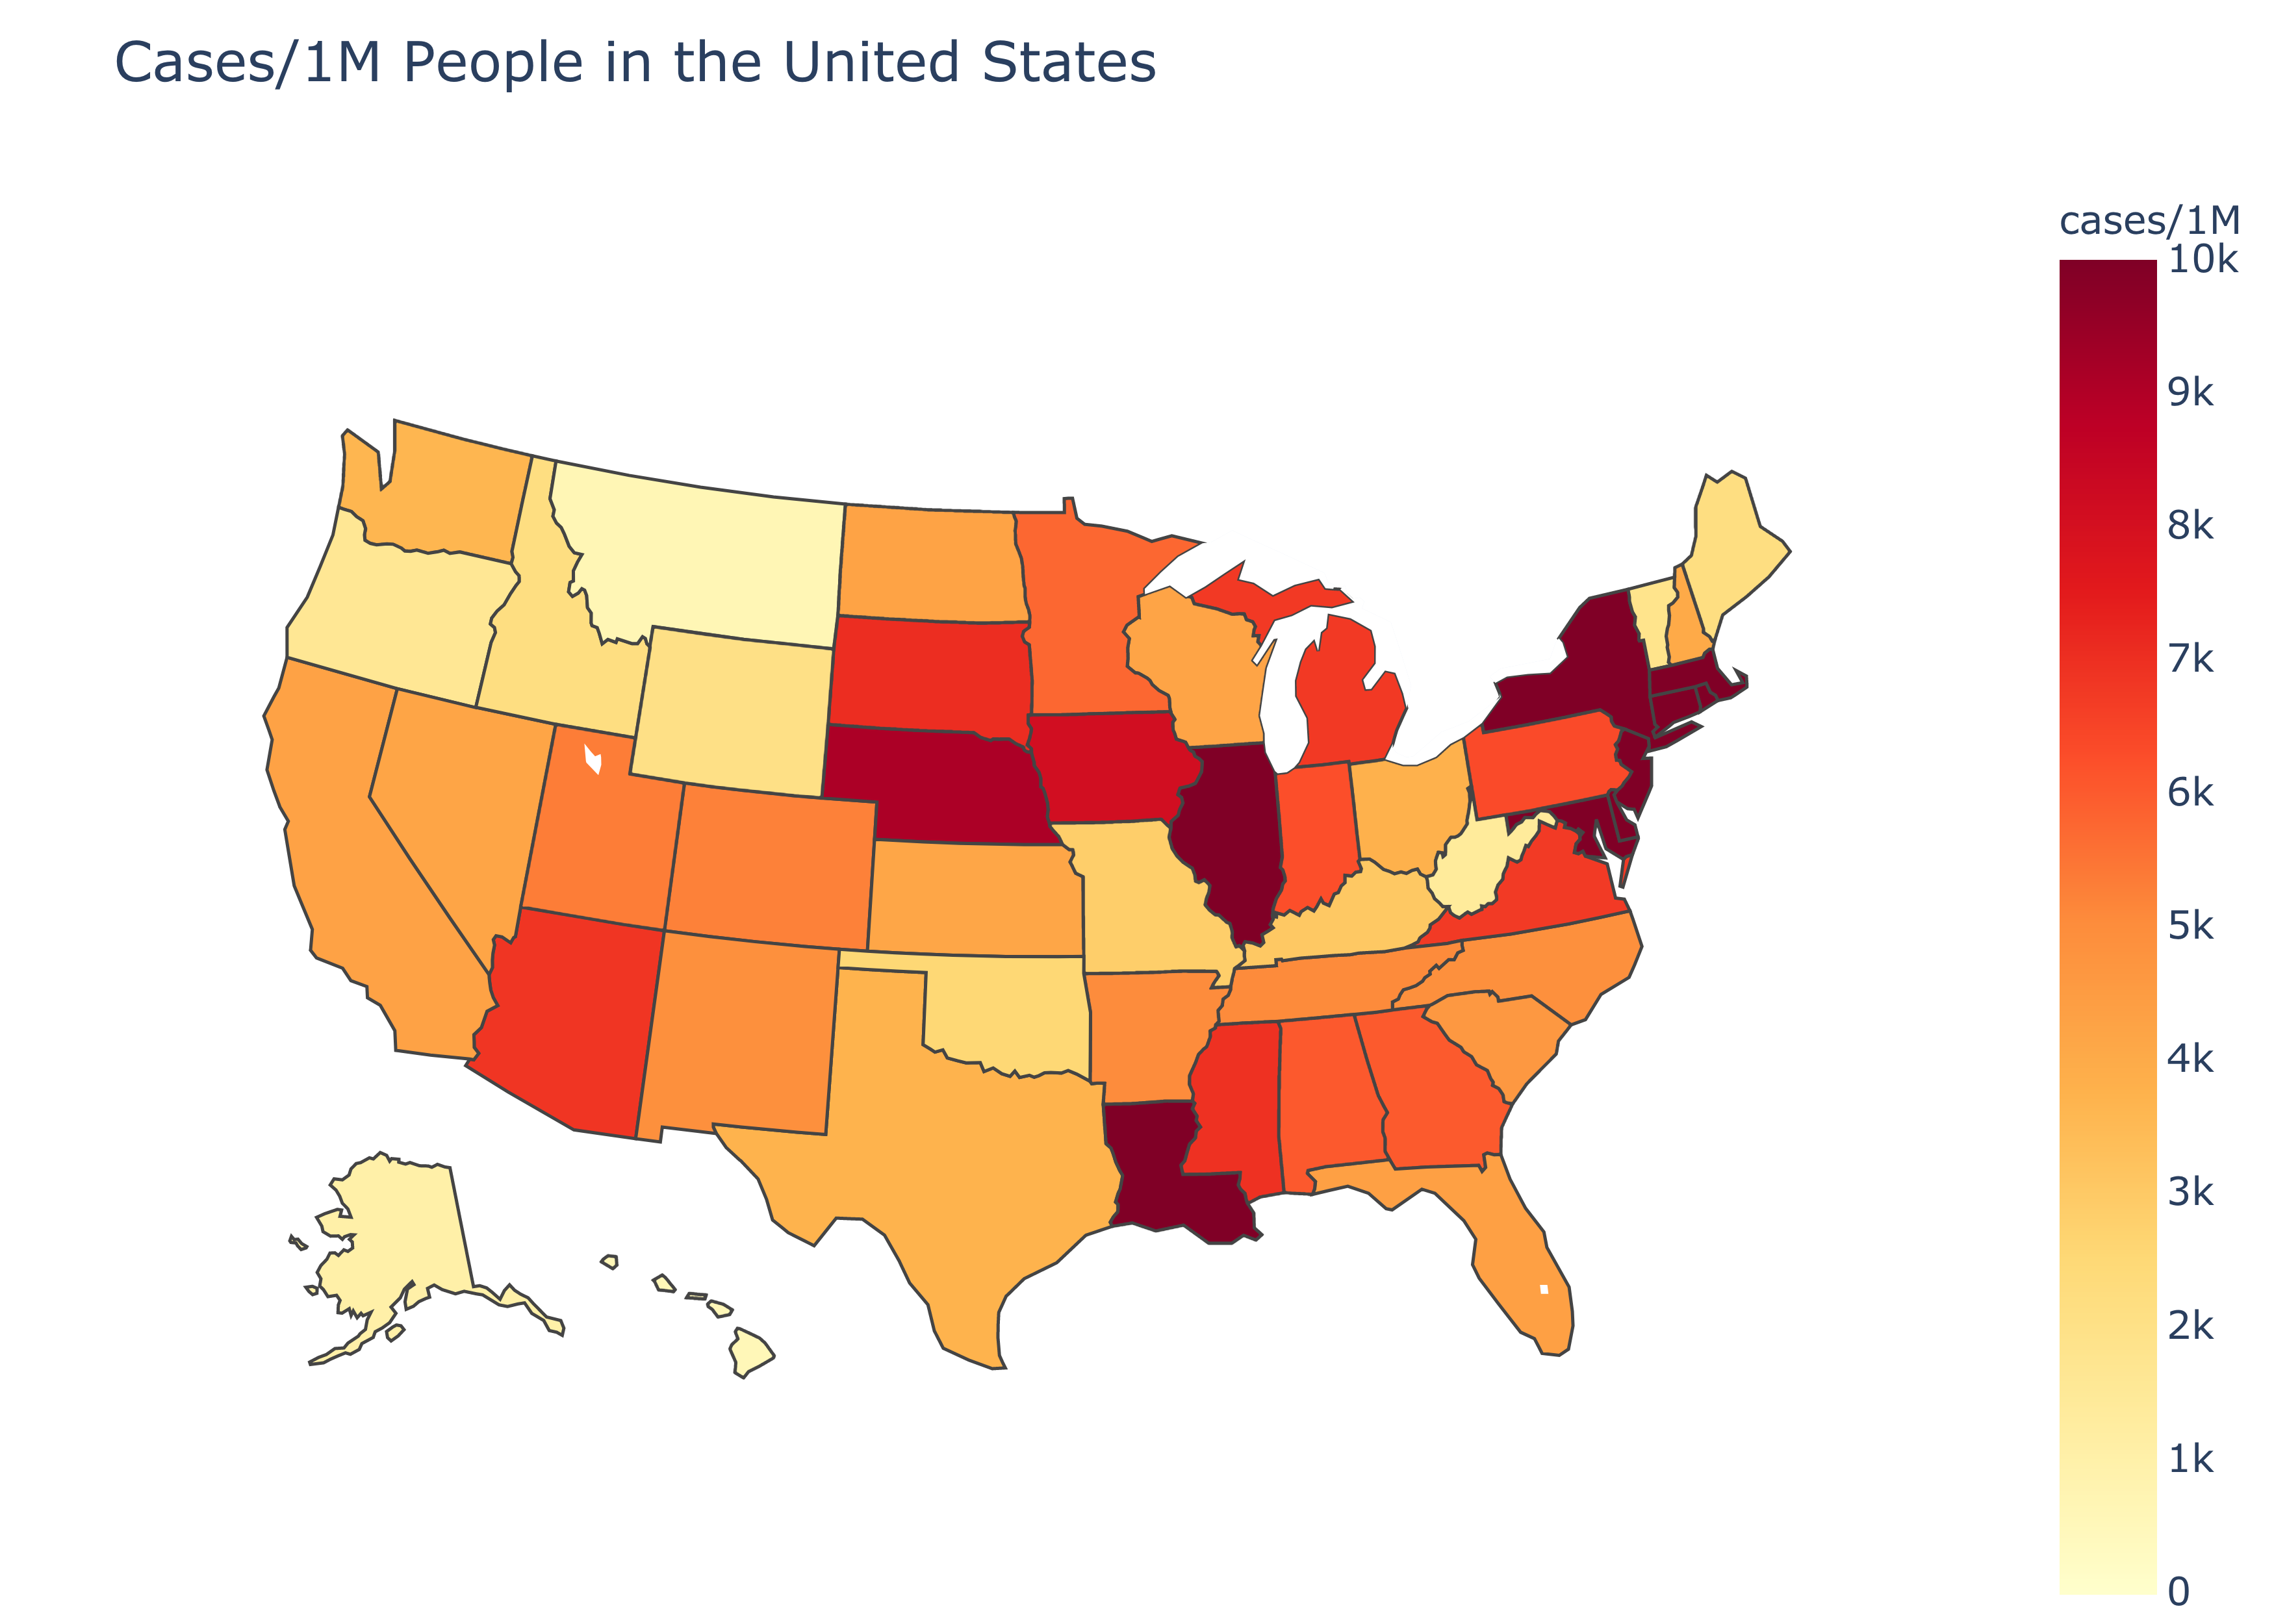 Cases/1M People in the United States
cases/1M
10k
9k
8k
7k
6k
5k
4k
3k
2k
1k
0